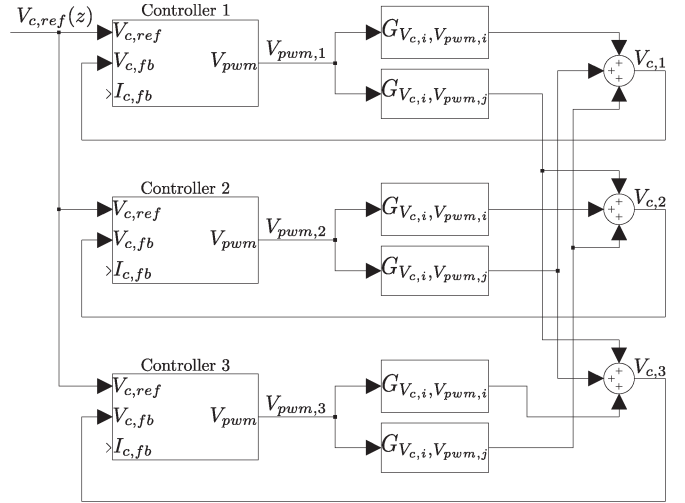 V_{c,ref}(z)
Controller 1
V_{c,ref}
V_{c,fb}
I_{c,fb}
V_{pwm}
V_{pwm,1}
G_{V_{c,i},V_{pwm,i}}
G_{V_{c,i},V_{pwm,j}}
+
+
+
V_{c,1}
Controller 2
V_{c,ref}
V_{c,fb}
I_{c,fb}
V_{pwm}
V_{pwm,2}
G_{V_{c,i},V_{pwm,i}}
G_{V_{c,i},V_{pwm,j}}
+
+
+
V_{c,2}
Controller 3
V_{c,ref}
V_{c,fb}
I_{c,fb}
V_{pwm}
V_{pwm,3}
G_{V_{c,i},V_{pwm,i}}
G_{V_{c,i},V_{pwm,j}}
+
+
+
V_{c,3}